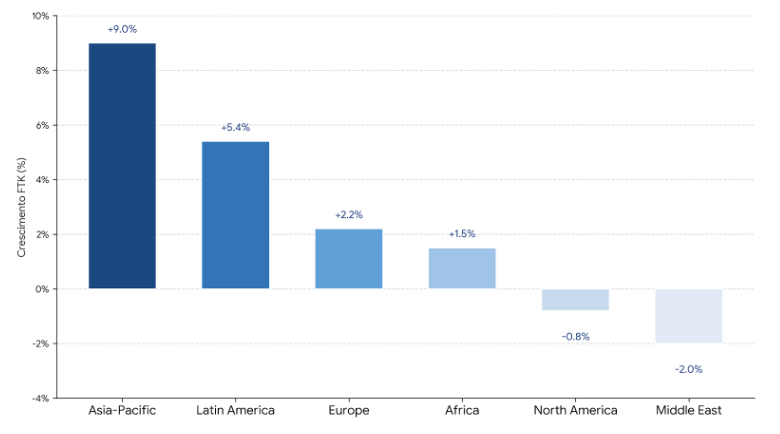 10%
8%
6%
4%
2%
0%
-2%
-4%
Crescimento FTK (%)
+9.0%
+5.4%
+2.2%
+1.5%
-0.8%
-2.0%
Asia-Pacific
Latin America
Europe
Africa
North America
Middle East